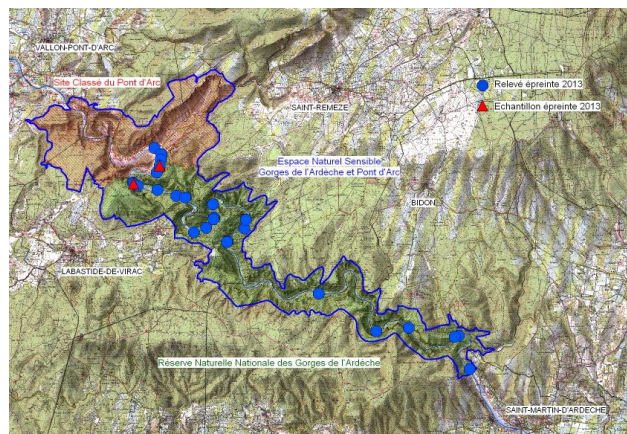 VALLON-PONT-D'ARC
Site Classé du Pont d'Arc
Relevé épreinte 2013
SAINT-REMEZE
Echantillon épreinte 2013
Espace Naturel Sensible
Gorges de l'Ardèche et Pont d'Arc
BIDON
LABASTIDE-DE-VIRAC
Réserve Naturelle Nationale des Gorges de l'Ardèche
SAINT-MARTIN-D'ARDECHE